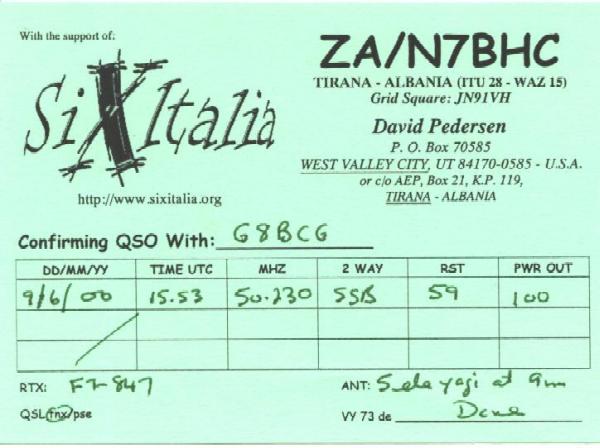 With the support of:
SiXItalia
http://www.sixitalia.org
ZA/N7BHC
TIRANA - ALBANIA (ITU 28 - WAZ 15)
Grid Square: JN91VH
David Pedersen
P. O. Box 70585
WEST VALLEY CITY, UT 84170-0585 - U.S.A.
or c/o AEP, Box 21, K.P. 119,
TIRANA - ALBANIA
Confirming QSO With: G8BCG
DD/MM/YY TIME UTC MHZ 2 WAY RST PWR OUT
9/6/00 15.53 50.230 SSB 59 100
RTX: FT-847 ANT: 5 ele yagi at 9m
QSL fnx/pse VY 73 de Dave